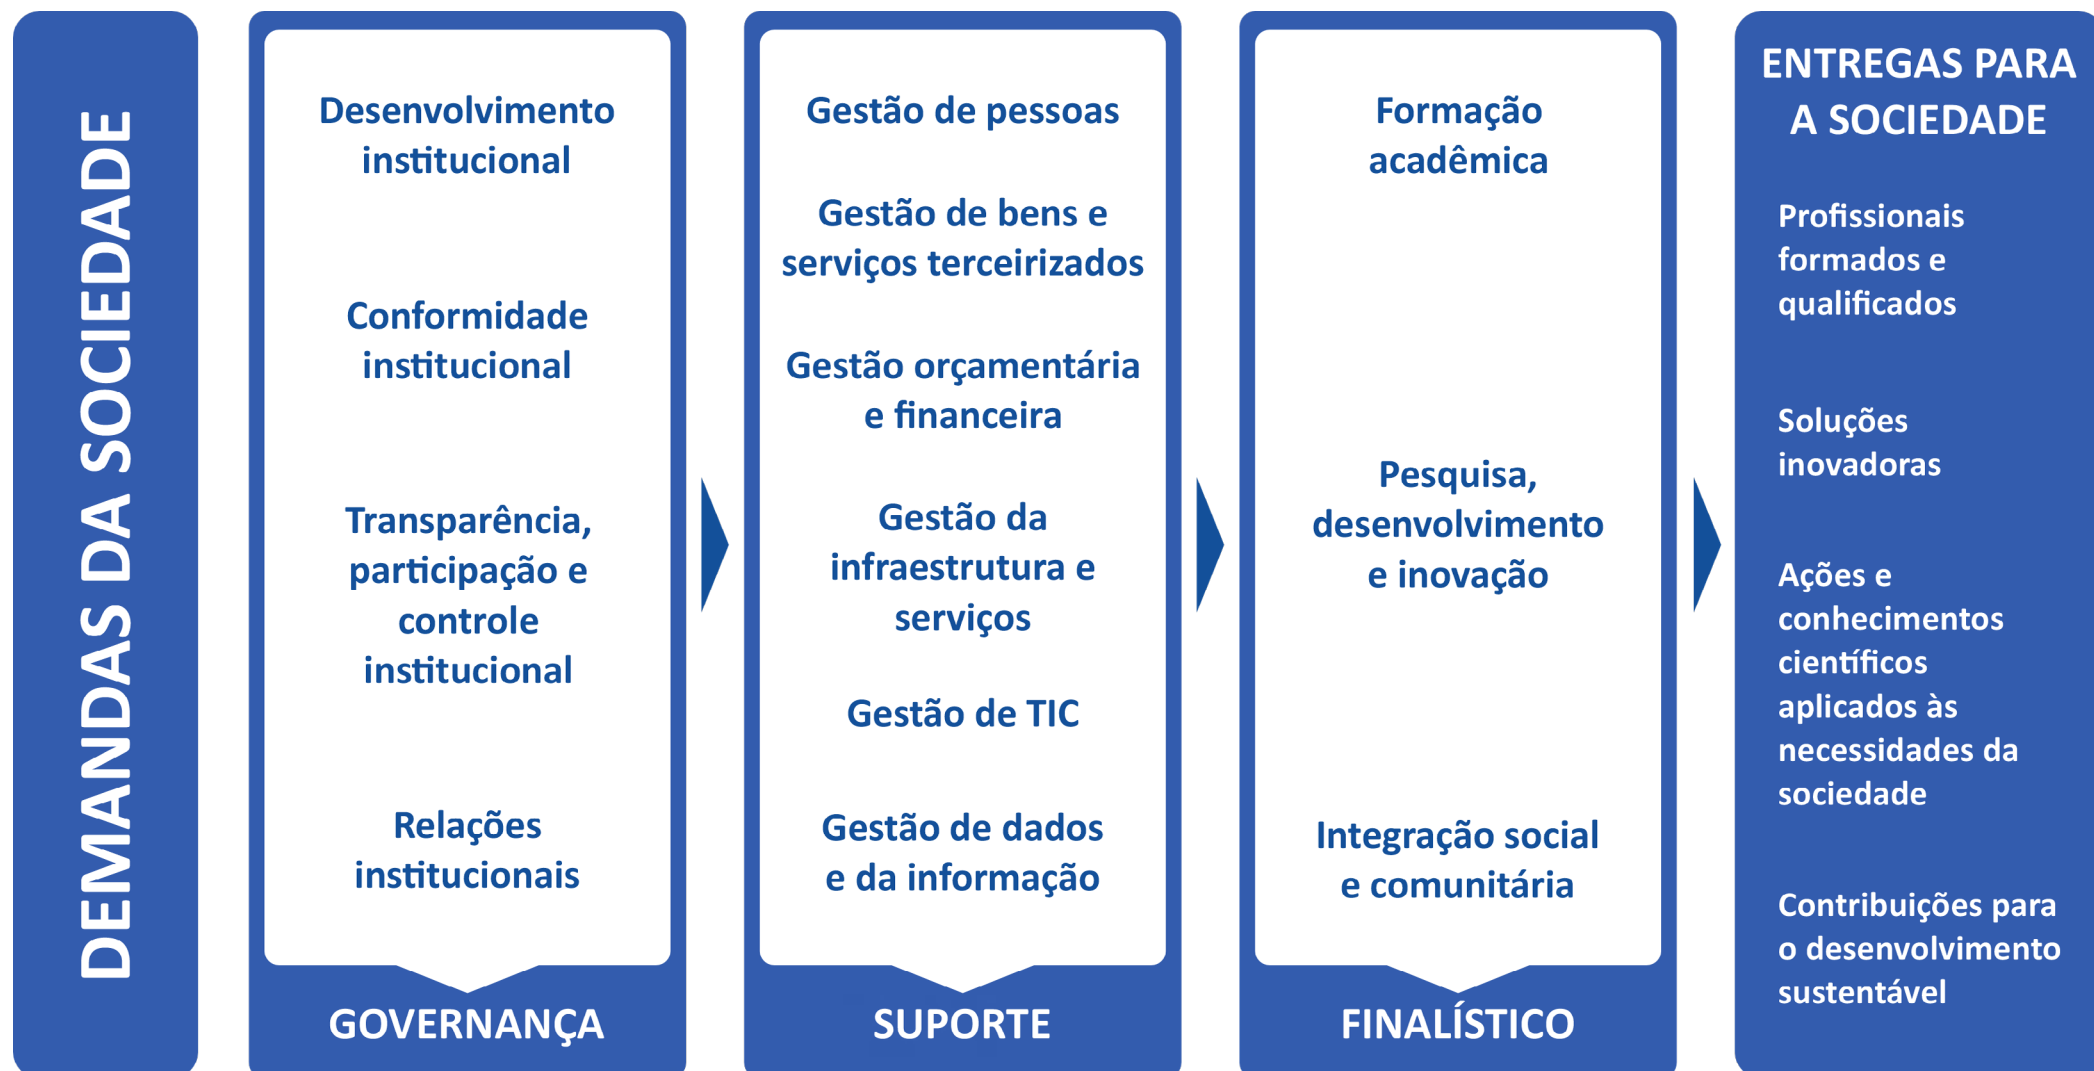 DEMANDAS DA SOCIEDADE
Desenvolvimento
institucional
Conformidade
institucional
Transparência,
participação e
controle
institucional
Relações
institucionais
GOVERNANÇA
Gestão de pessoas
Gestão de bens e
serviços terceirizados
Gestão orçamentária
e financeira
Gestão da
infraestrutura e
serviços
Gestão de TIC
Gestão de dados
e da informação
SUPORTE
Formação
acadêmica
Pesquisa,
desenvolvimento
e inovação
Integração social
e comunitária
FINALÍSTICO
ENTREGAS PARA
A SOCIEDADE
Profissionais
formados e
qualificados
Soluções
inovadoras
Ações e
conhecimentos
científicos
aplicados às
necessidades da
sociedade
Contribuições para
o desenvolvimento
sustentável